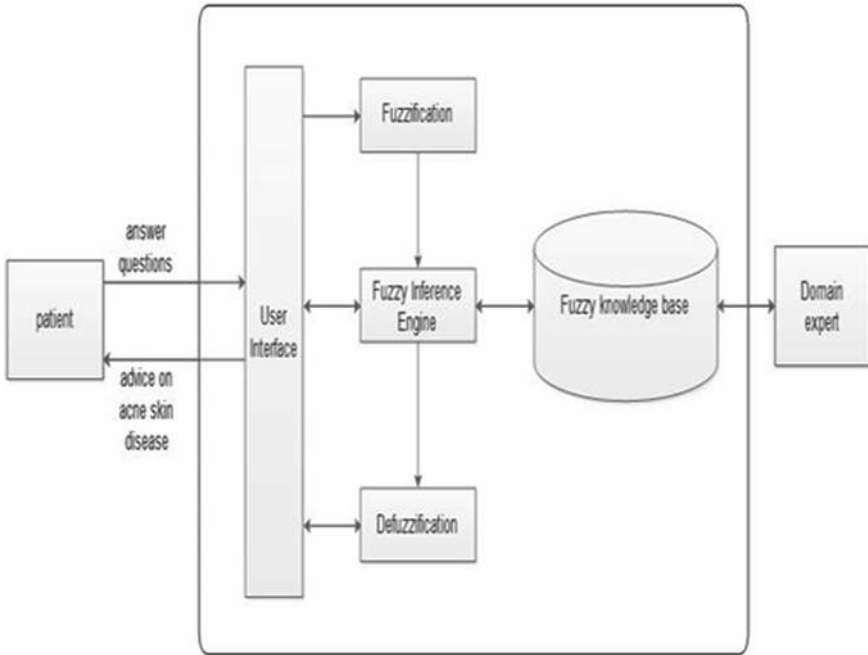 Fuzzification
answer
questions
patient
User
Interface
Fuzzy Inference
Engine
Fuzzy knowledge base
Domain
expert
advice on
acne skin
disease
Defuzzification